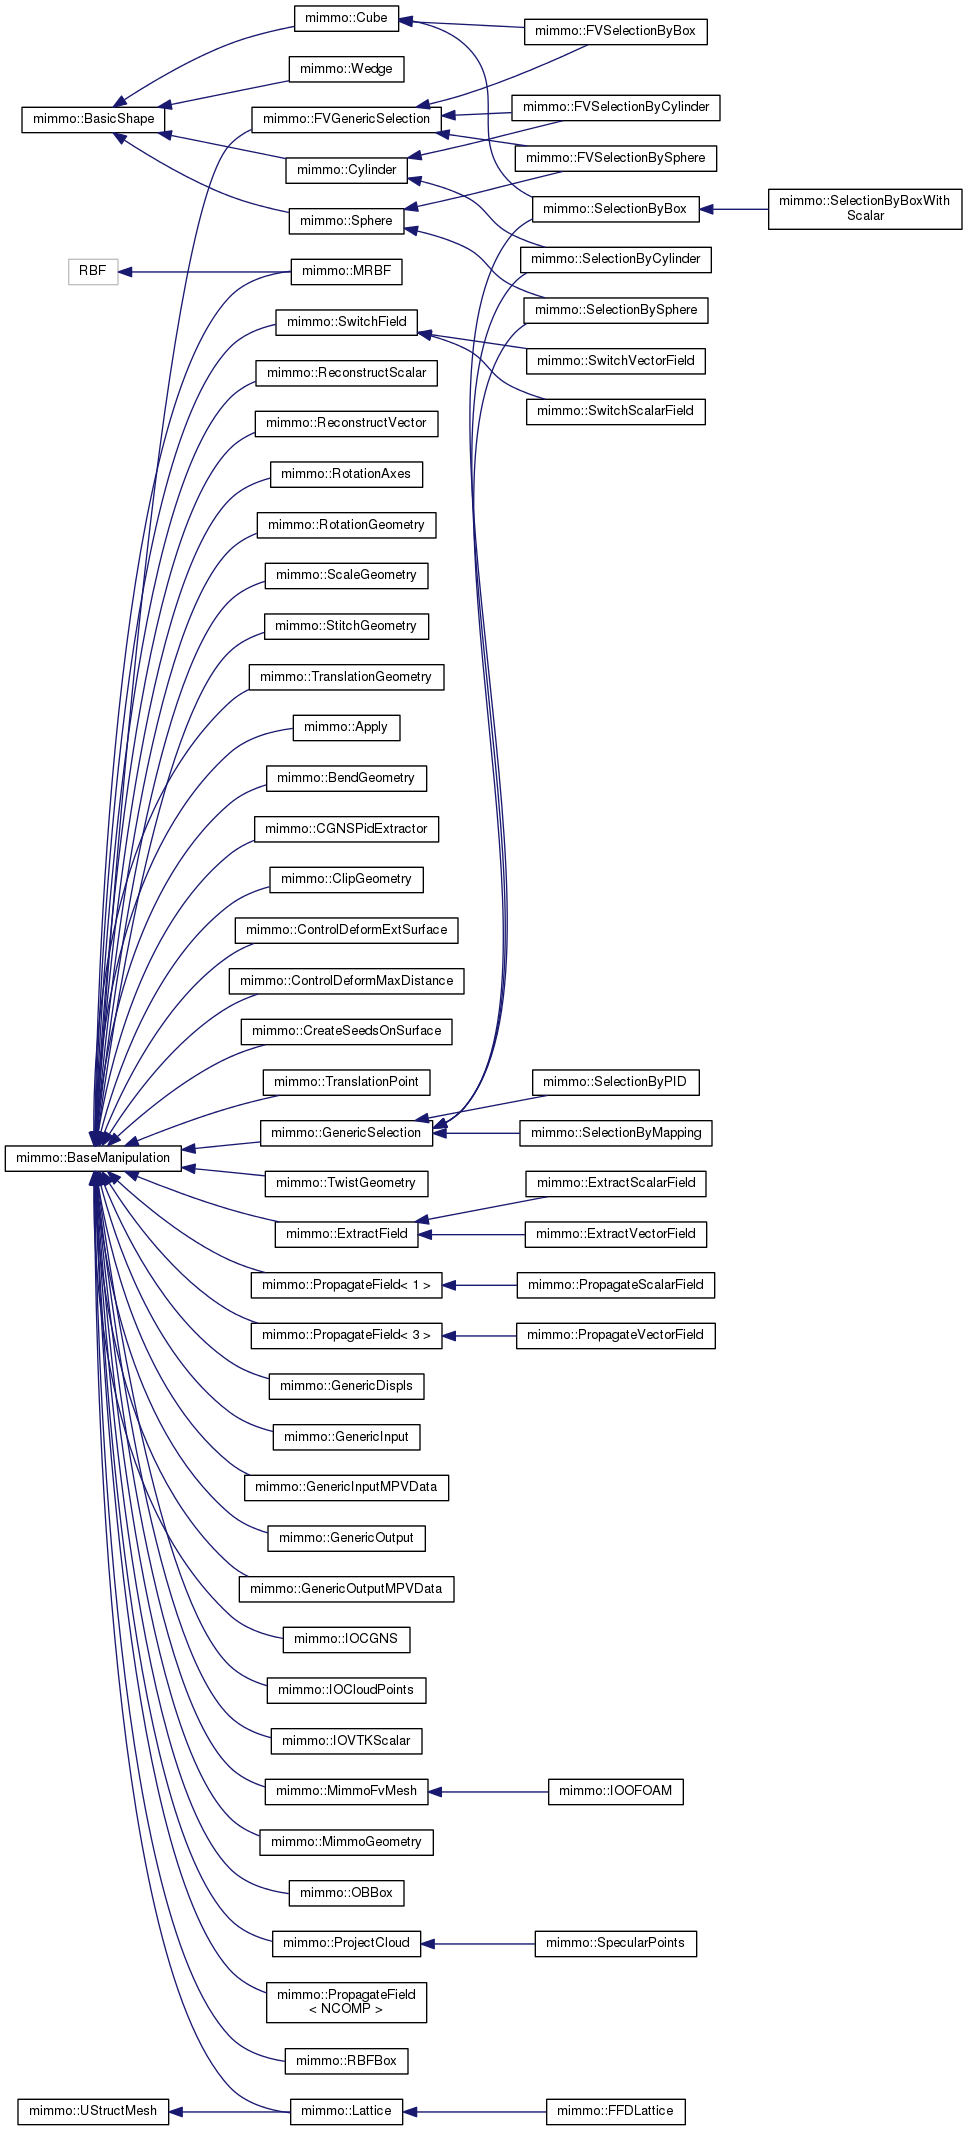 mimmo::Cube
mimmo::FVSelectionByBox
mimmo::Wedge
mimmo::BasicShape
mimmo::FVGenericSelection
mimmo::FVSelectionByCylinder
mimmo::Cylinder
mimmo::FVSelectionBySphere
mimmo::Sphere
mimmo::SelectionByBox
mimmo::SelectionByBoxWith
Scalar
RBF
mimmo::MRBF
mimmo::SelectionByCylinder
mimmo::SwitchField
mimmo::SelectionBySphere
mimmo::ReconstructScalar
mimmo::SwitchVectorField
mimmo::ReconstructVector
mimmo::SwitchScalarField
mimmo::RotationAxes
mimmo::RotationGeometry
mimmo::ScaleGeometry
mimmo::StitchGeometry
mimmo::TranslationGeometry
mimmo::Apply
mimmo::BendGeometry
mimmo::CGNSPidExtractor
mimmo::ClipGeometry
mimmo::ControlDeformExtSurface
mimmo::ControlDeformMaxDistance
mimmo::CreateSeedsOnSurface
mimmo::TranslationPoint
mimmo::SelectionByPID
mimmo::GenericSelection
mimmo::SelectionByMapping
mimmo::BaseManipulation
mimmo::TwistGeometry
mimmo::ExtractScalarField
mimmo::ExtractField
mimmo::ExtractVectorField
mimmo::PropagateField< 1 >
mimmo::PropagateScalarField
mimmo::PropagateField< 3 >
mimmo::PropagateVectorField
mimmo::GenericDispls
mimmo::GenericInput
mimmo::GenericInputMPVData
mimmo::GenericOutput
mimmo::GenericOutputMPVData
mimmo::IOCGNS
mimmo::IOCloudPoints
mimmo::IOVTKScalar
mimmo::MimmoFvMesh
mimmo::IOOFOAM
mimmo::MimmoGeometry
mimmo::OBBox
mimmo::ProjectCloud
mimmo::SpecularPoints
mimmo::PropagateField
< NCOMP >
mimmo::RBFBox
mimmo::UStructMesh
mimmo::Lattice
mimmo::FFDLattice